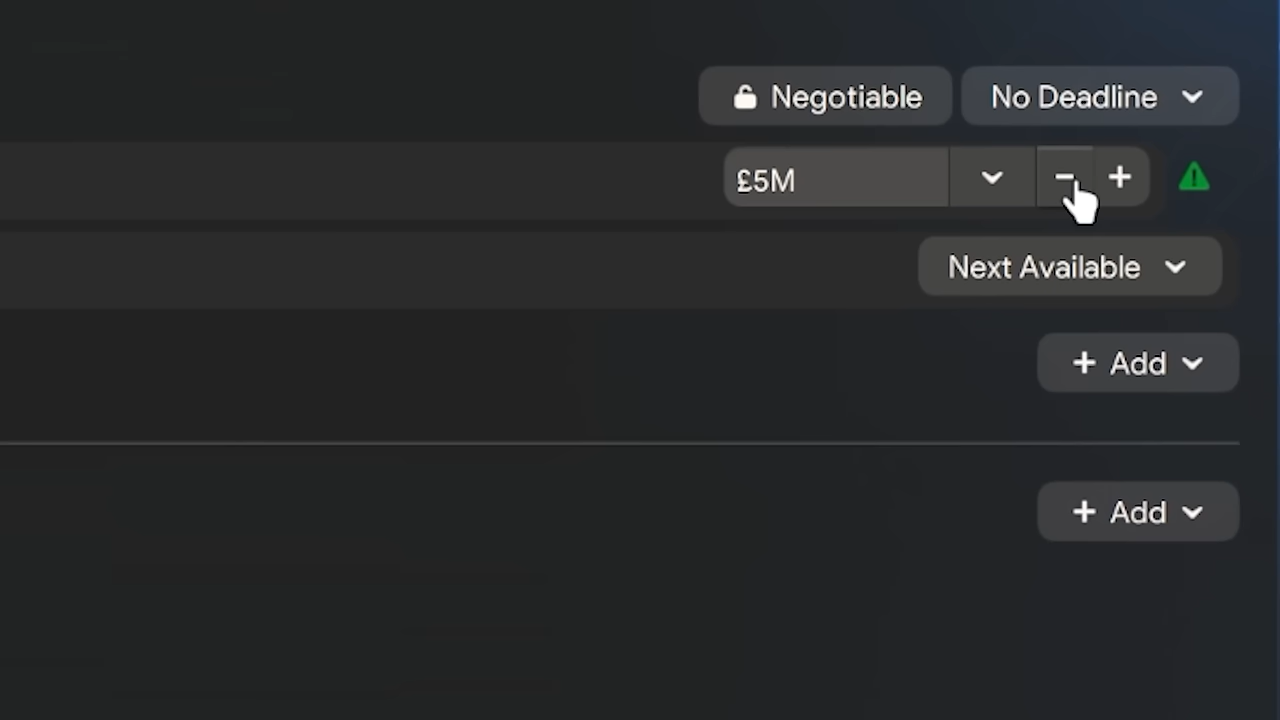 Negotiable No Deadline
£5M
Next Available
+ Add
+ Add